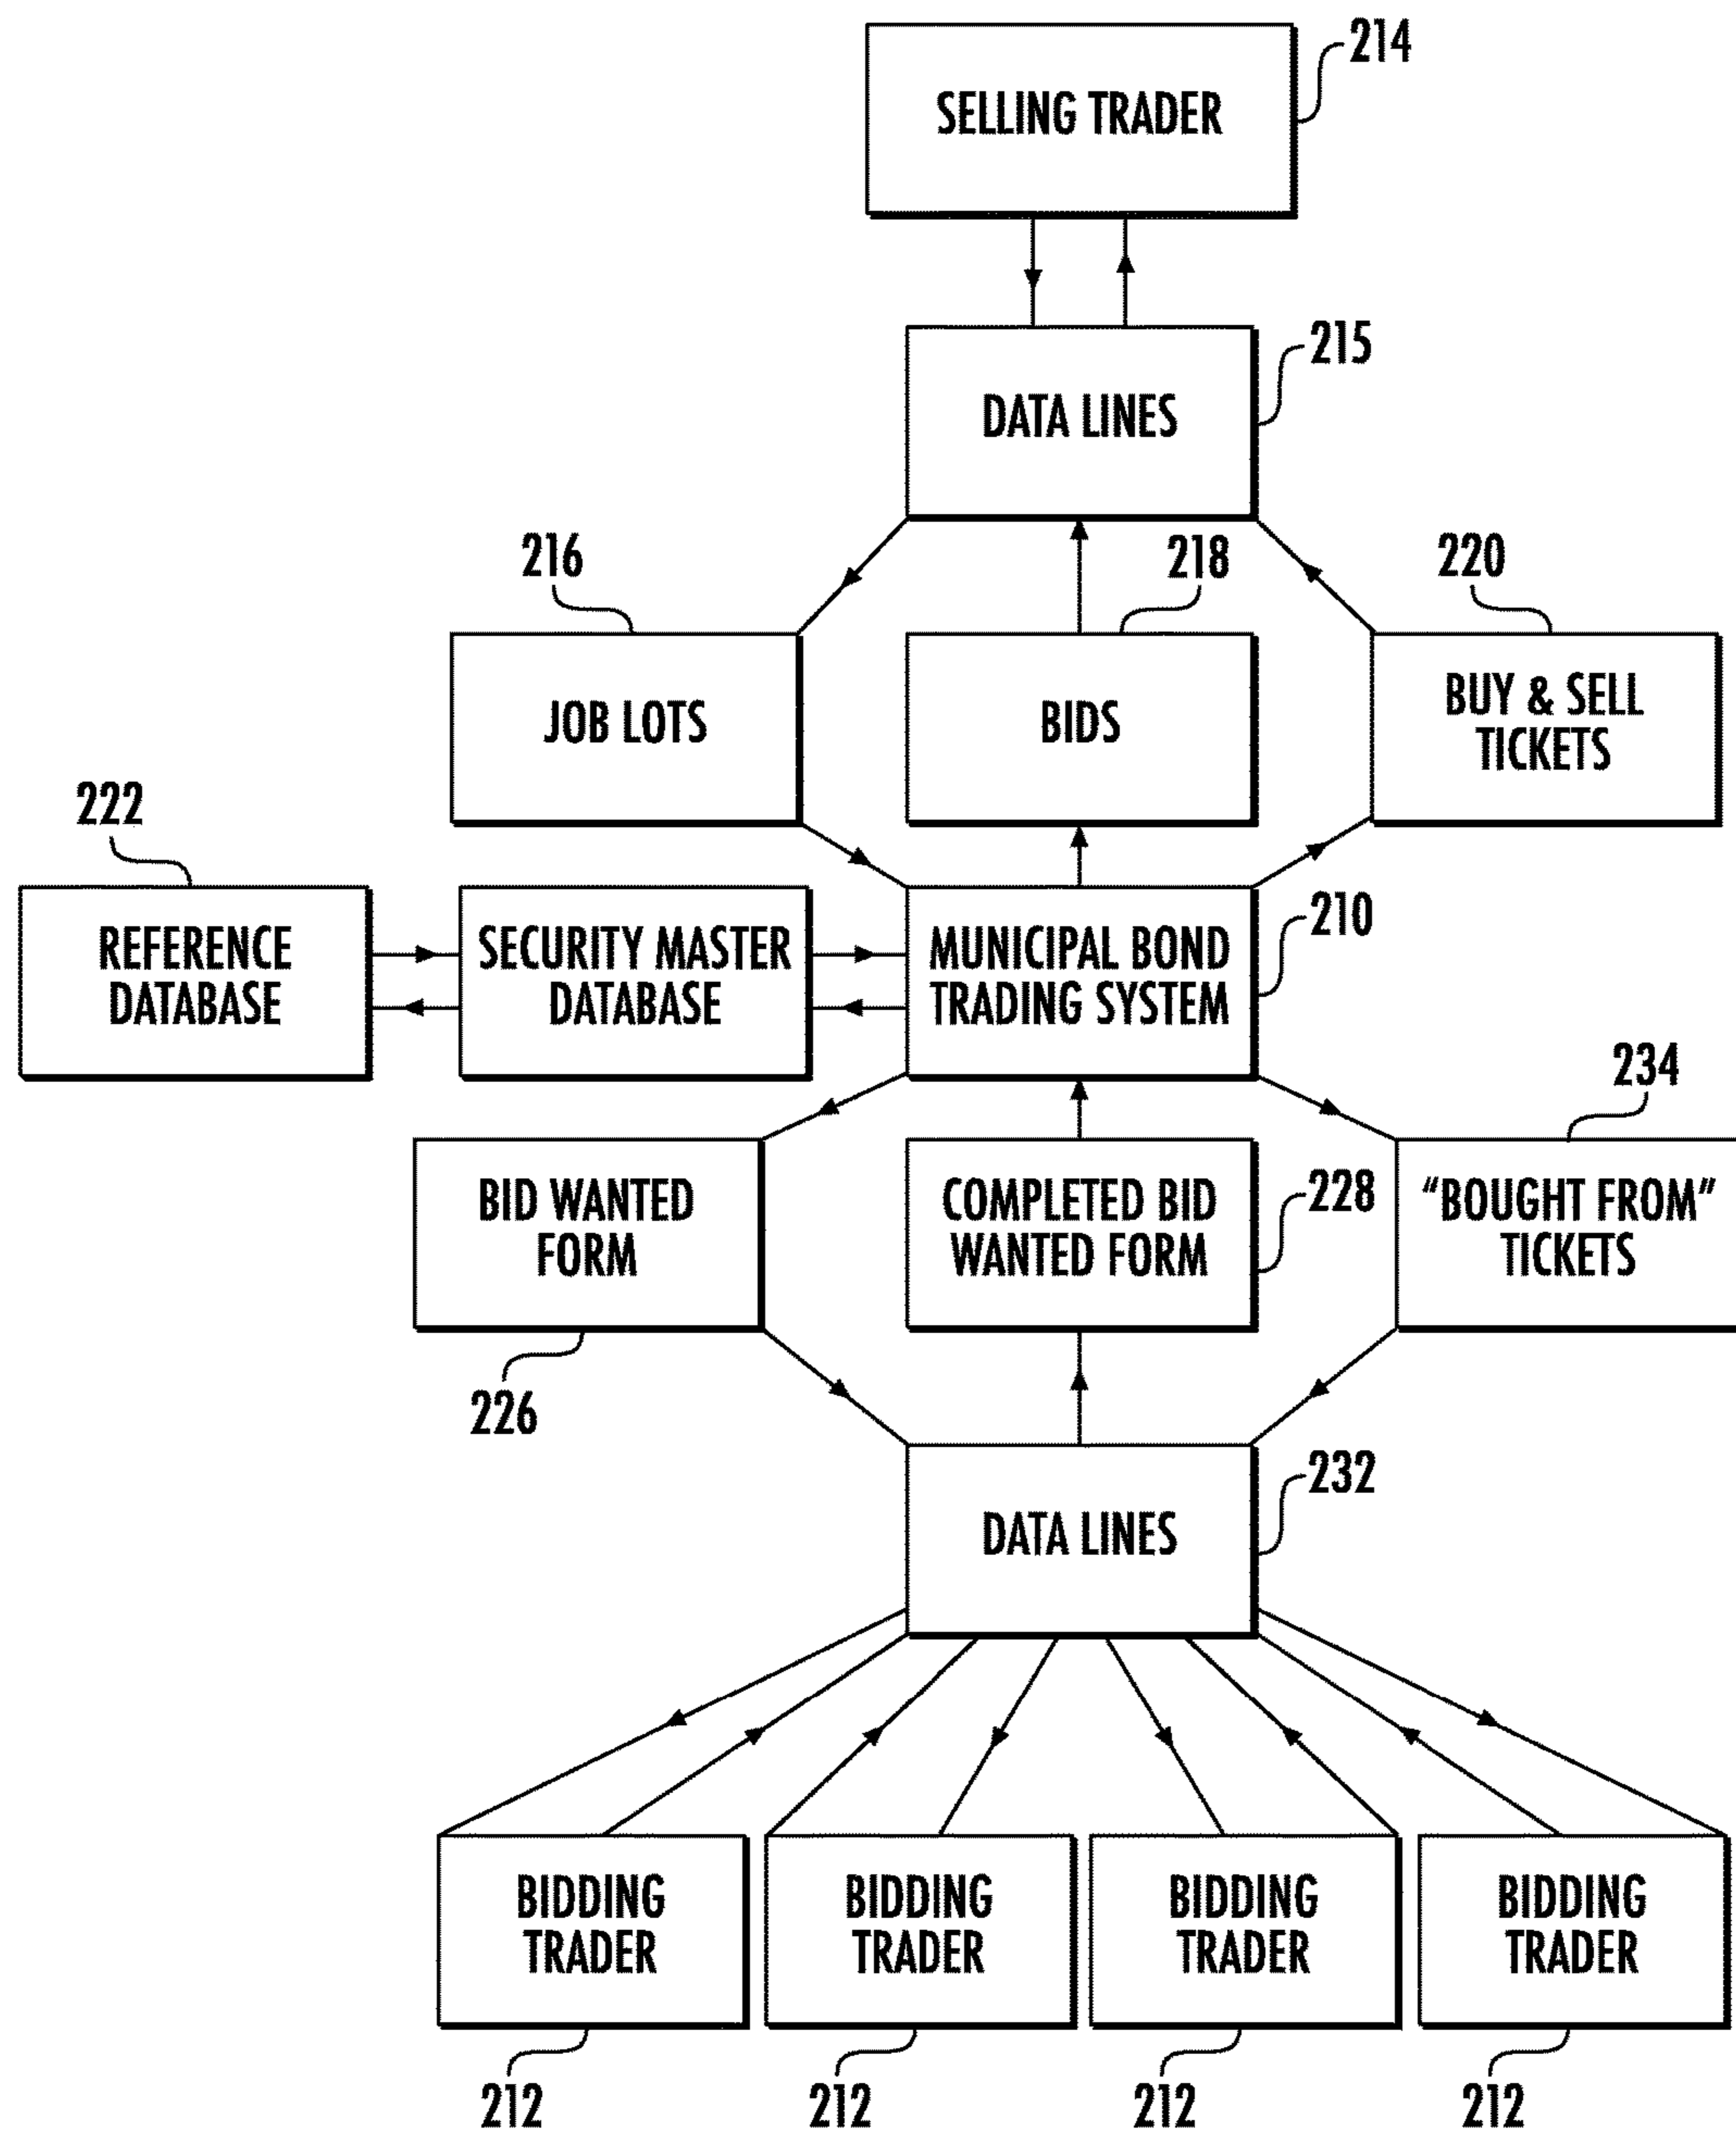 214
SELLING TRADER
215
DATA LINES
216
218
220
JOB LOTS
BIDS
BUY & SELL
TICKETS
222
210
REFERENCE
DATABASE
SECURITY MASTER
DATABASE
MUNICIPAL BOND
TRADING SYSTEM
234
BID WANTED
FORM
COMPLETED BID
WANTED FORM
228
“BOUGHT FROM”
TICKETS
226
232
DATA LINES
BIDDING
TRADER
BIDDING
TRADER
BIDDING
TRADER
BIDDING
TRADER
212
212
212
212